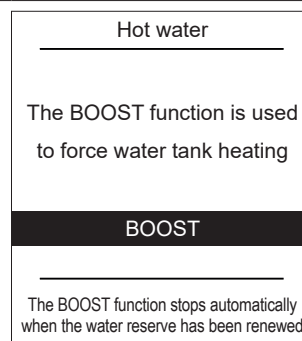 Hot water
The BOOST function is used
to force water tank heating
BOOST
The BOOST function stops automatically
when the water reserve has been renewed